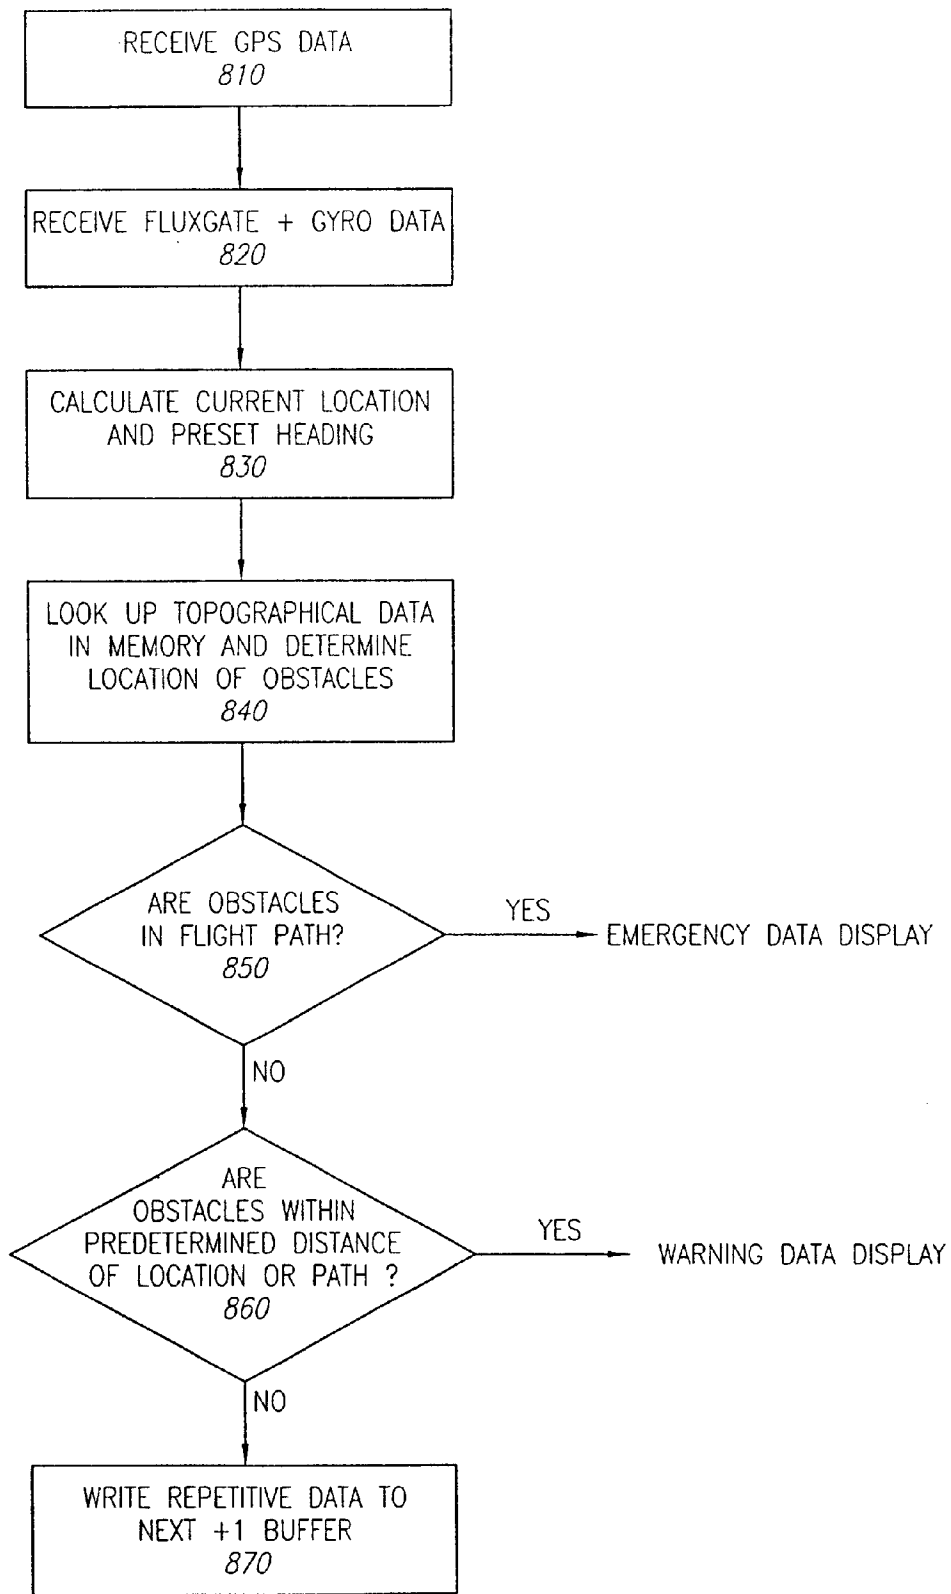 RECEIVE GPS DATA
810
RECEIVE FLUXGATE + GYRO DATA
820
CALCULATE CURRENT LOCATION
AND PRESET HEADING
830
LOOK UP TOPOGRAPHICAL DATA
IN MEMORY AND DETERMINE
LOCATION OF OBSTACLES
840
ARE OBSTACLES
IN FLIGHT PATH?
850
YES
EMERGENCY DATA DISPLAY
NO
ARE
OBSTACLES WITHIN
PREDETERMINED DISTANCE
OF LOCATION OR PATH ?
860
YES
WARNING DATA DISPLAY
NO
WRITE REPETITIVE DATA TO
NEXT +1 BUFFER
870